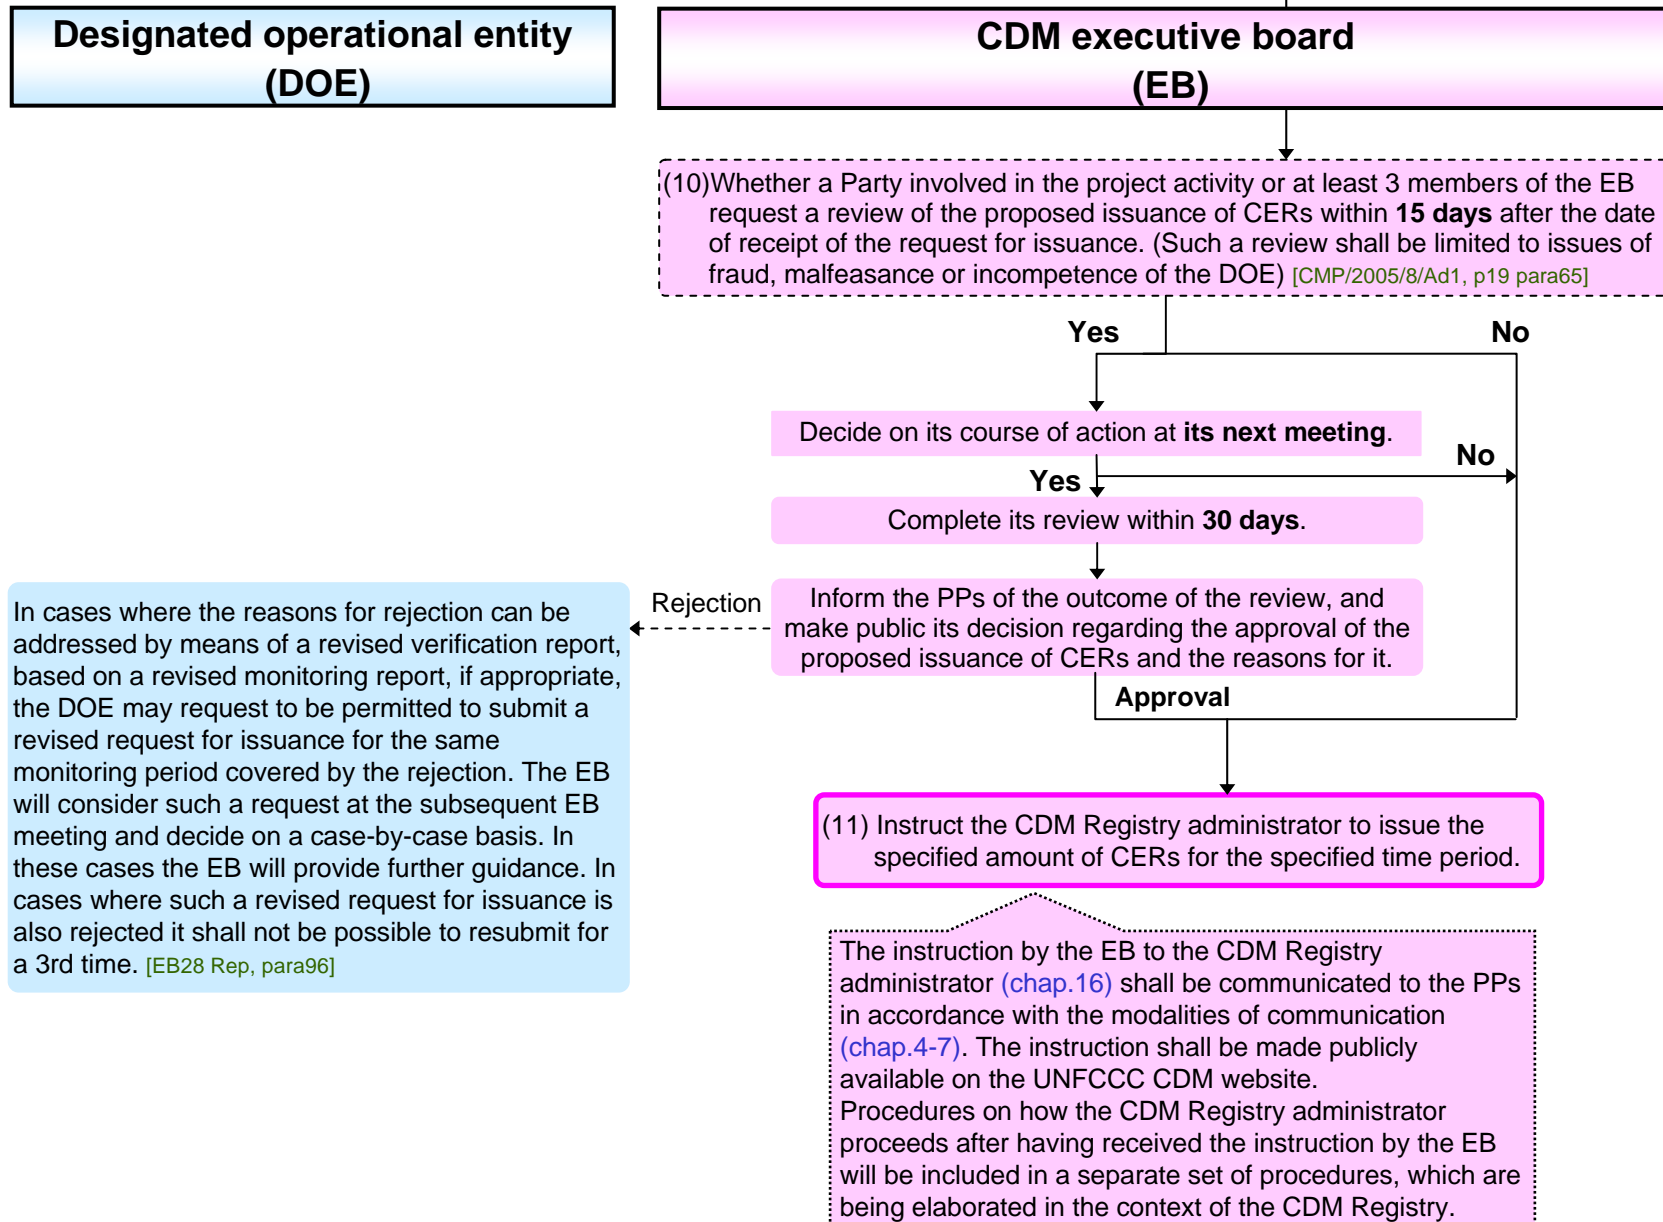 Designated operational entity
(DOE)
CDM executive board
(EB)
(10)Whether a Party involved in the project activity or at least 3 members of the EB
request a review of the proposed issuance of CERs within 15 days after the date
of receipt of the request for issuance. (Such a review shall be limited to issues of
fraud, malfeasance or incompetence of the DOE) [CMP/2005/8/Ad1, p19 para65]
Yes
No
Decide on its course of action at its next meeting.
No
Yes
Complete its review within 30 days.
Inform the PPs of the outcome of the review, and
make public its decision regarding the approval of the
proposed issuance of CERs and the reasons for it.
Rejection
In cases where the reasons for rejection can be
addressed by means of a revised verification report,
based on a revised monitoring report, if appropriate,
the DOE may request to be permitted to submit a
revised request for issuance for the same
monitoring period covered by the rejection. The EB
will consider such a request at the subsequent EB
meeting and decide on a case-by-case basis. In
these cases the EB will provide further guidance. In
cases where such a revised request for issuance is
also rejected it shall not be possible to resubmit for
a 3rd time. [EB28 Rep, para96]
Approval
(11) Instruct the CDM Registry administrator to issue the
specified amount of CERs for the specified time period.
The instruction by the EB to the CDM Registry
administrator (chap.16) shall be communicated to the PPs
in accordance with the modalities of communication
(chap.4-7). The instruction shall be made publicly
available on the UNFCCC CDM website.
Procedures on how the CDM Registry administrator
proceeds after having received the instruction by the EB
will be included in a separate set of procedures, which are
being elaborated in the context of the CDM Registry.